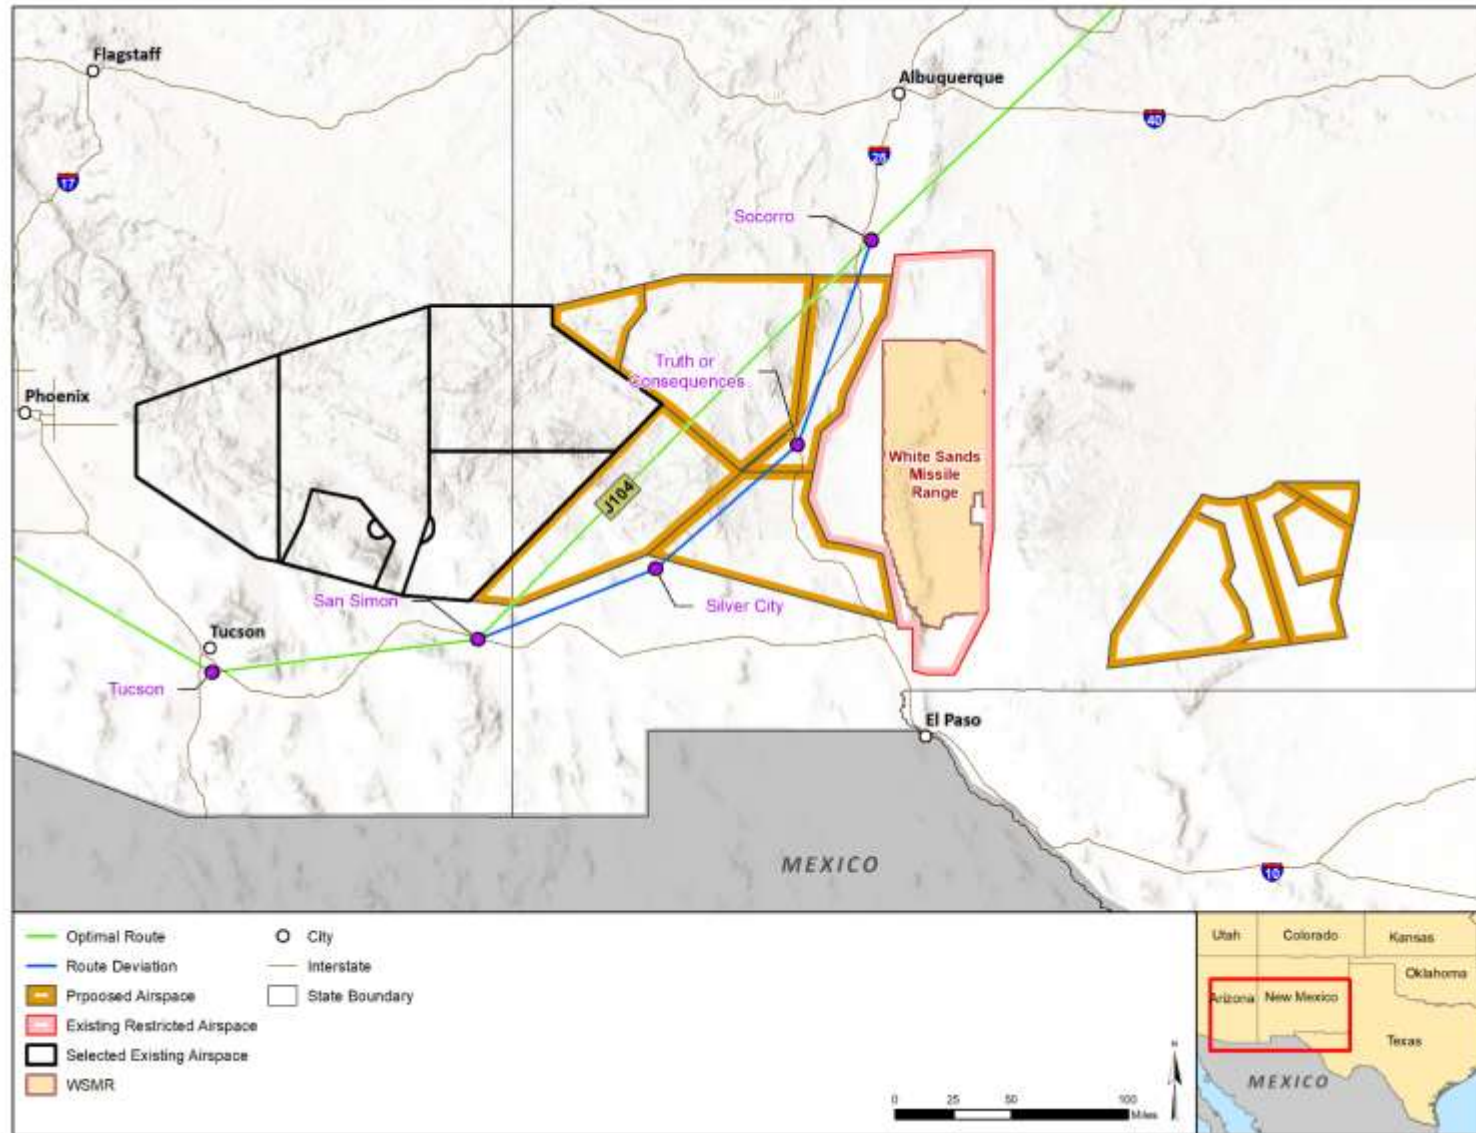 Flagstaff
Albuquerque
40
25
17
Socorro
Truth or
Consequences
Phoenix
White Sands
Missile
Range
J104
San Simon
Silver City
Tucson
Tucson
El Paso
MEXICO
10
Optimal Route
Route Deviation
Prpoosed Airspace
Existing Restricted Airspace
Selected Existing Airspace
WSMR
City
Interstate
State Boundary
N
0 25 50 100
Miles
Utah Colorado Kansas
Oklahoma
Arizona New Mexico
Texas
MEXICO